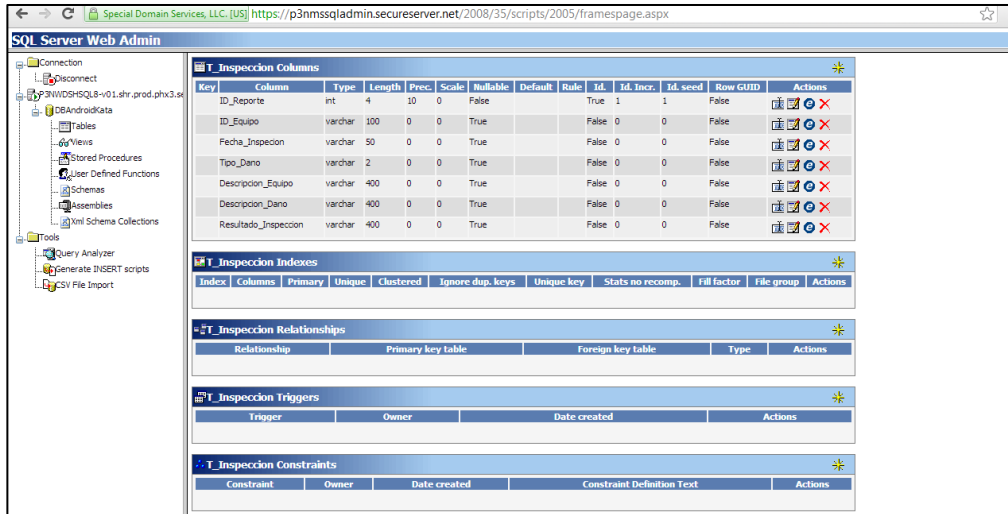 Special Domain Services, LLC. [US] https://p3nmssqladmin.secureserver.net/2008/35/scripts/2005/framespage.aspx
SQL Server Web Admin
Connection
Disconnect
P3NWDSHSQL8-v01.shr.prod.phx3.se
DBAndroidKata
Tables
Views
Stored Procedures
User Defined Functions
Schemas
Assemblies
Xml Schema Collections
Tools
Query Analyzer
Generate INSERT scripts
CSV File Import
T_Inspeccion Columns
Key Column Type Length Prec. Scale Nullable Default Rule Id. Id. Incr. Id. seed Row GUID Actions
ID_Reporte int 4 10 0 False True 1 1 False
ID_Equipo varchar 100 0 0 True False 0 0 False
Fecha_Inspecion varchar 50 0 0 True False 0 0 False
Tipo_Dano varchar 2 0 0 True False 0 0 False
Descripcion_Equipo varchar 400 0 0 True False 0 0 False
Descripcion_Dano varchar 400 0 0 True False 0 0 False
Resultado_Inspeccion varchar 400 0 0 True False 0 0 False
T_Inspeccion Indexes
Index Columns Primary Unique Clustered Ignore dup. keys Unique key Stats no recomp. Fill factor File group Actions
T_Inspeccion Relationships
Relationship Primary key table Foreign key table Type Actions
T_Inspeccion Triggers
Trigger Owner Date created Actions
T_Inspeccion Constraints
Constraint Owner Date created Constraint Definition Text Actions